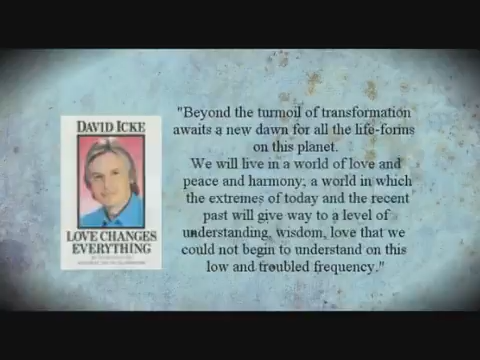 DAVID ICKE
LOVE CHANGES
EVERYTHING
"Beyond the turmoil of transformation
awaits a new dawn for all the life-forms
on this planet.
We will live in a world of love and
peace and harmony; a world in which
the extremes of today and the recent
past will give way to a level of
understanding, wisdom, love that we
could not begin to understand on this
low and troubled frequency."